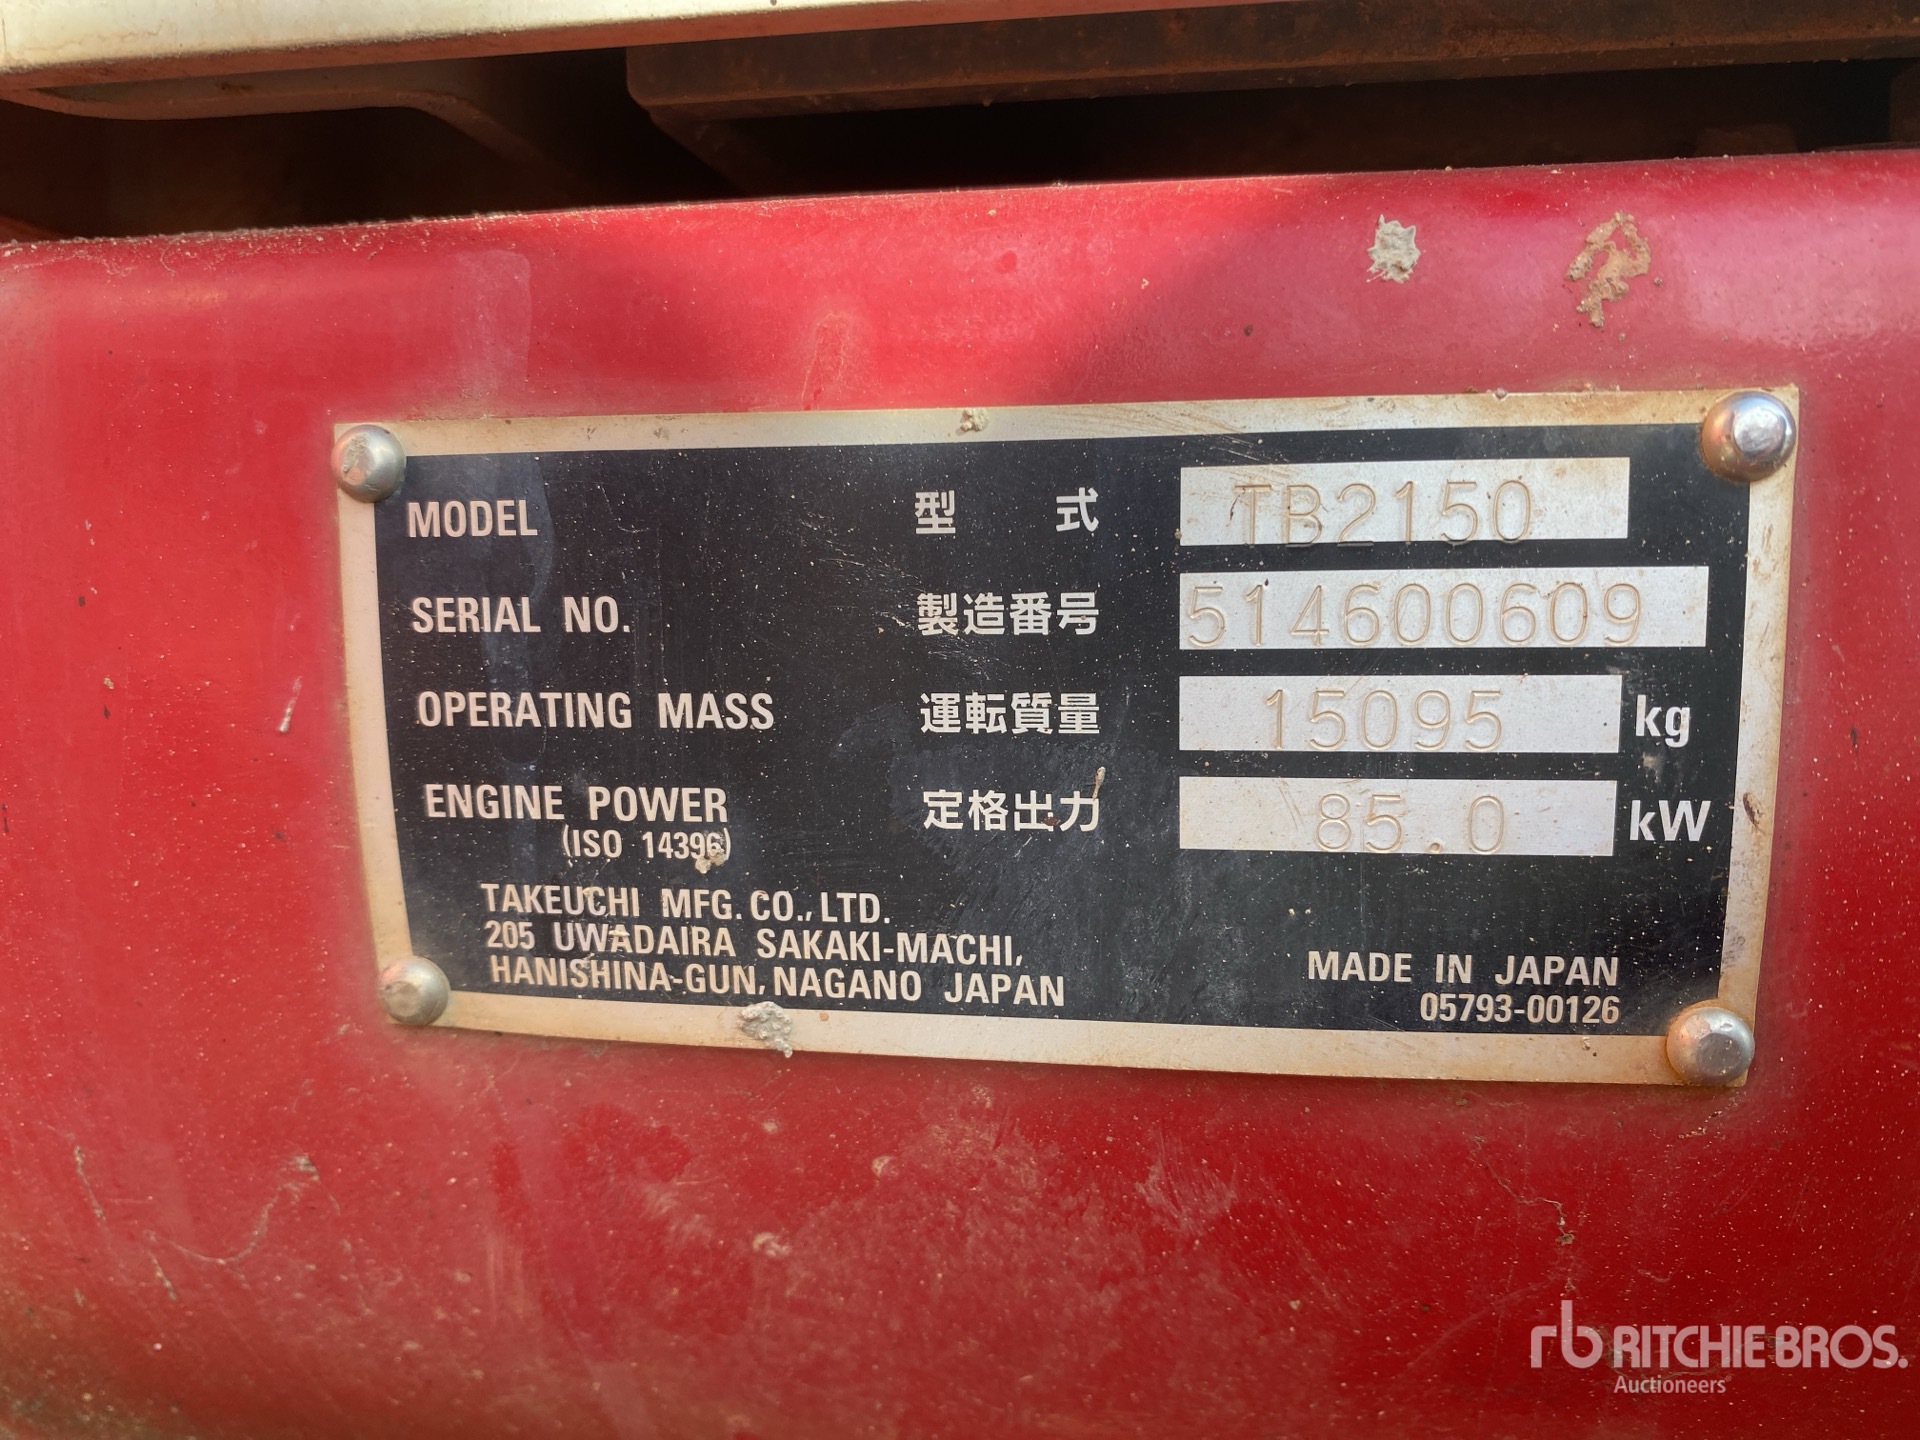 MODEL 型 式 TB2150
SERIAL NO. 製造番号 514600609
OPERATING MASS 運転質量 15095 kg
ENGINE POWER 定格出力 85.0 kW
(ISO 14396)
TAKEUCHI MFG. CO., LTD.
205 UWADAIRA SAKAKI-MACHI,
HANISHINA-GUN, NAGANO JAPAN
MADE IN JAPAN
05793-00126
rb RITCHIE BROS.
Auctioneers